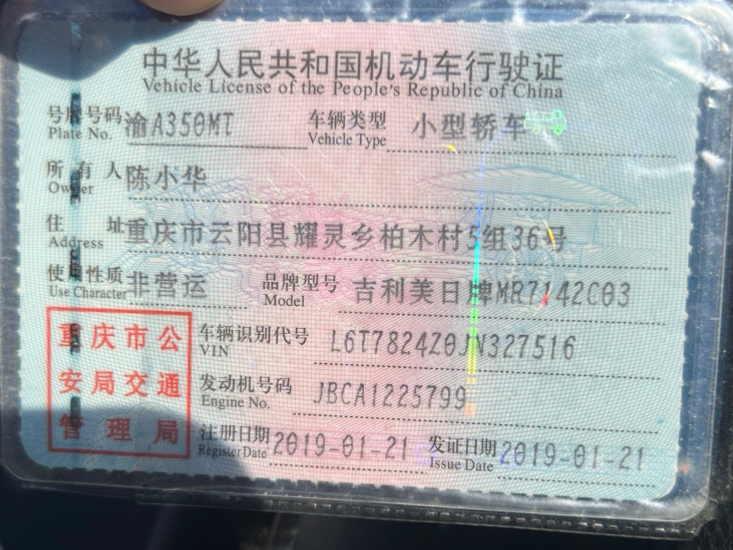 中华人民共和国机动车行驶证
Vehicle License of the People's Republic of China
号牌号码 渝A350MT 车辆类型 小型轿车
Plate No. Vehicle Type
所有人 陈小华
Owner
住址 重庆市云阳县耀灵乡柏木村5组36号
Address
使用性质 非营运 品牌型号 吉利美日牌MR7142C03
Use Character Model
重庆市公
安局交通
管理局
车辆识别代号 L6T7824Z0JN327516
VIN
发动机号码 JBCA1225799
Engine No.
注册日期 2019-01-21 发证日期 2019-01-21
Register Date Issue Date